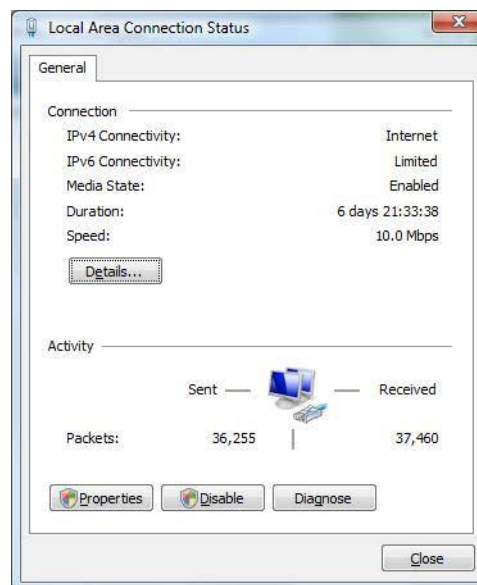 Local Area Connection Status
General
Connection
IPv4 Connectivity: Internet
IPv6 Connectivity: Limited
Media State: Enabled
Duration: 6 days 21:33:38
Speed: 10.0 Mbps
Details...
Activity
Sent Received
Packets: 36,255 37,460
Properties Disable Diagnose
Close